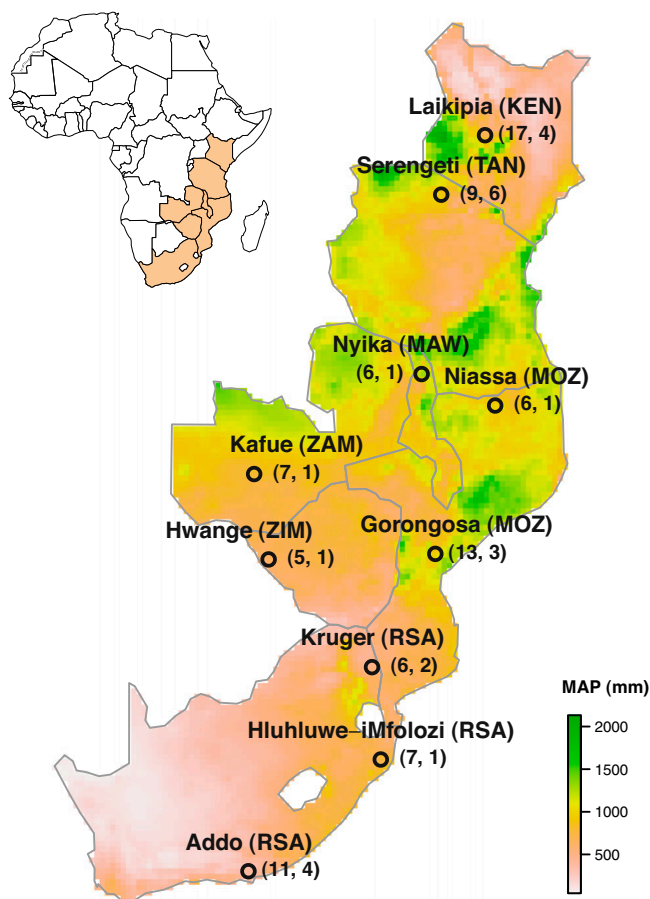 Laikipia (KEN)
(17, 4)
Serengeti (TAN)
(9, 6)
Nyika (MAW)
(6, 1)
Niassa (MOZ)
(6, 1)
Kafue (ZAM)
(7, 1)
Gorongosa (MOZ)
(13, 3)
Hwange (ZIM)
(5, 1)
Kruger (RSA)
(6, 2)
Hluhluwe–iMfolozi (RSA)
(7, 1)
Addo (RSA)
(11, 4)
MAP (mm)
2000
1500
1000
500